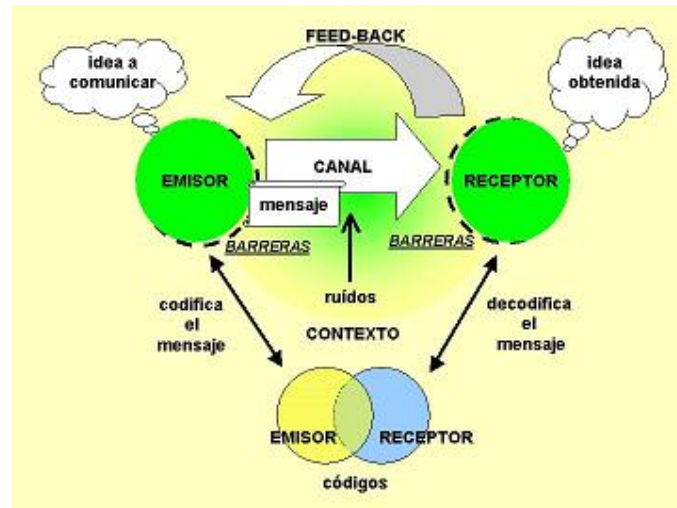 FEED-BACK
idea a
comunicar
idea
obtenida
EMISOR
CANAL
RECEPTOR
mensaje
BARRERAS
BARRERAS
ruídos
codifica
el
mensaje
decodifica
el
mensaje
CONTEXTO
EMISOR
RECEPTOR
códigos